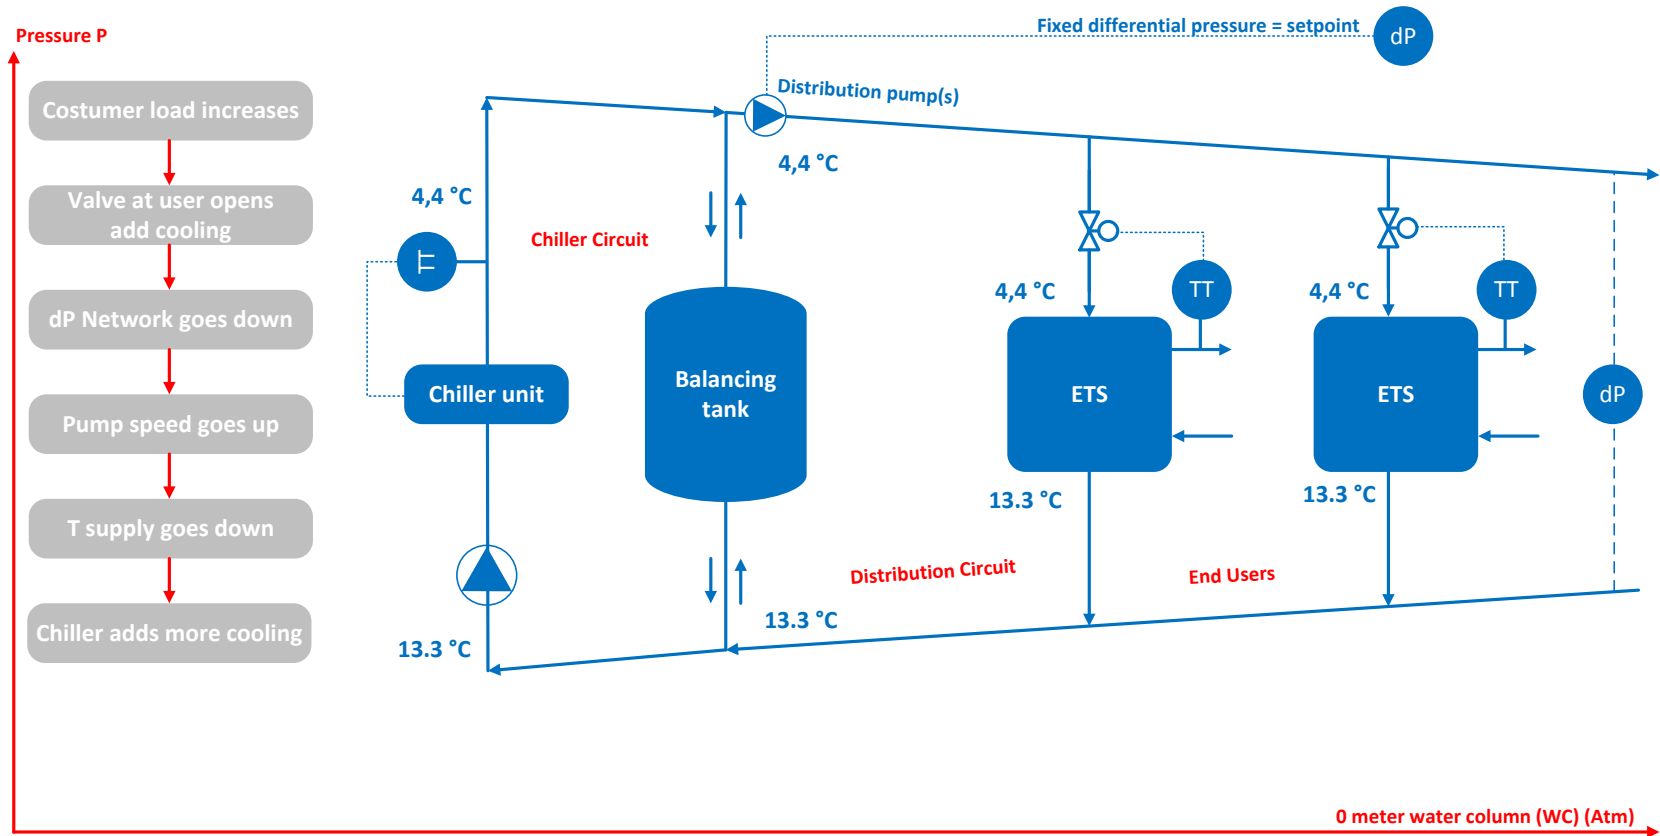 Pressure P
Costumer load increases
Valve at user opens
add cooling
dP Network goes down
Pump speed goes up
T supply goes down
Chiller adds more cooling
Fixed differential pressure = setpoint
dP
Distribution pump(s)
4,4 °C
4,4 °C
Chiller Circuit
TT
Chiller unit
Balancing
tank
4,4 °C
TT
ETS
13.3 °C
4,4 °C
TT
ETS
13.3 °C
dP
Distribution Circuit
End Users
13.3 °C
13.3 °C
0 meter water column (WC) (Atm)